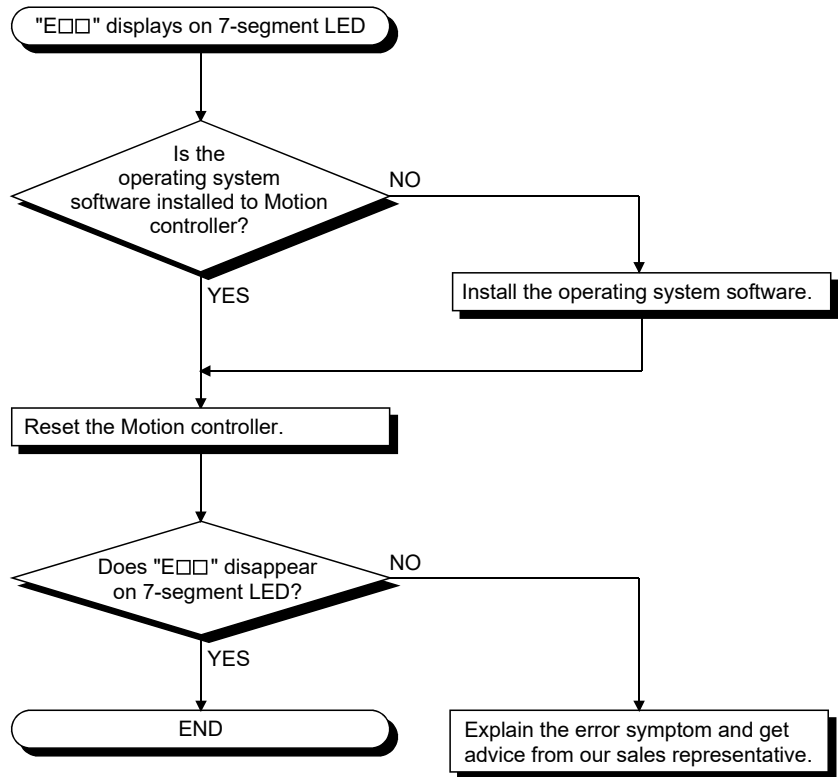 "E□□" displays on 7-segment LED
Is the
operating system
software installed to Motion
controller?
NO
YES
Install the operating system software.
Reset the Motion controller.
Does "E□□" disappear
on 7-segment LED?
NO
YES
END
Explain the error symptom and get
advice from our sales representative.